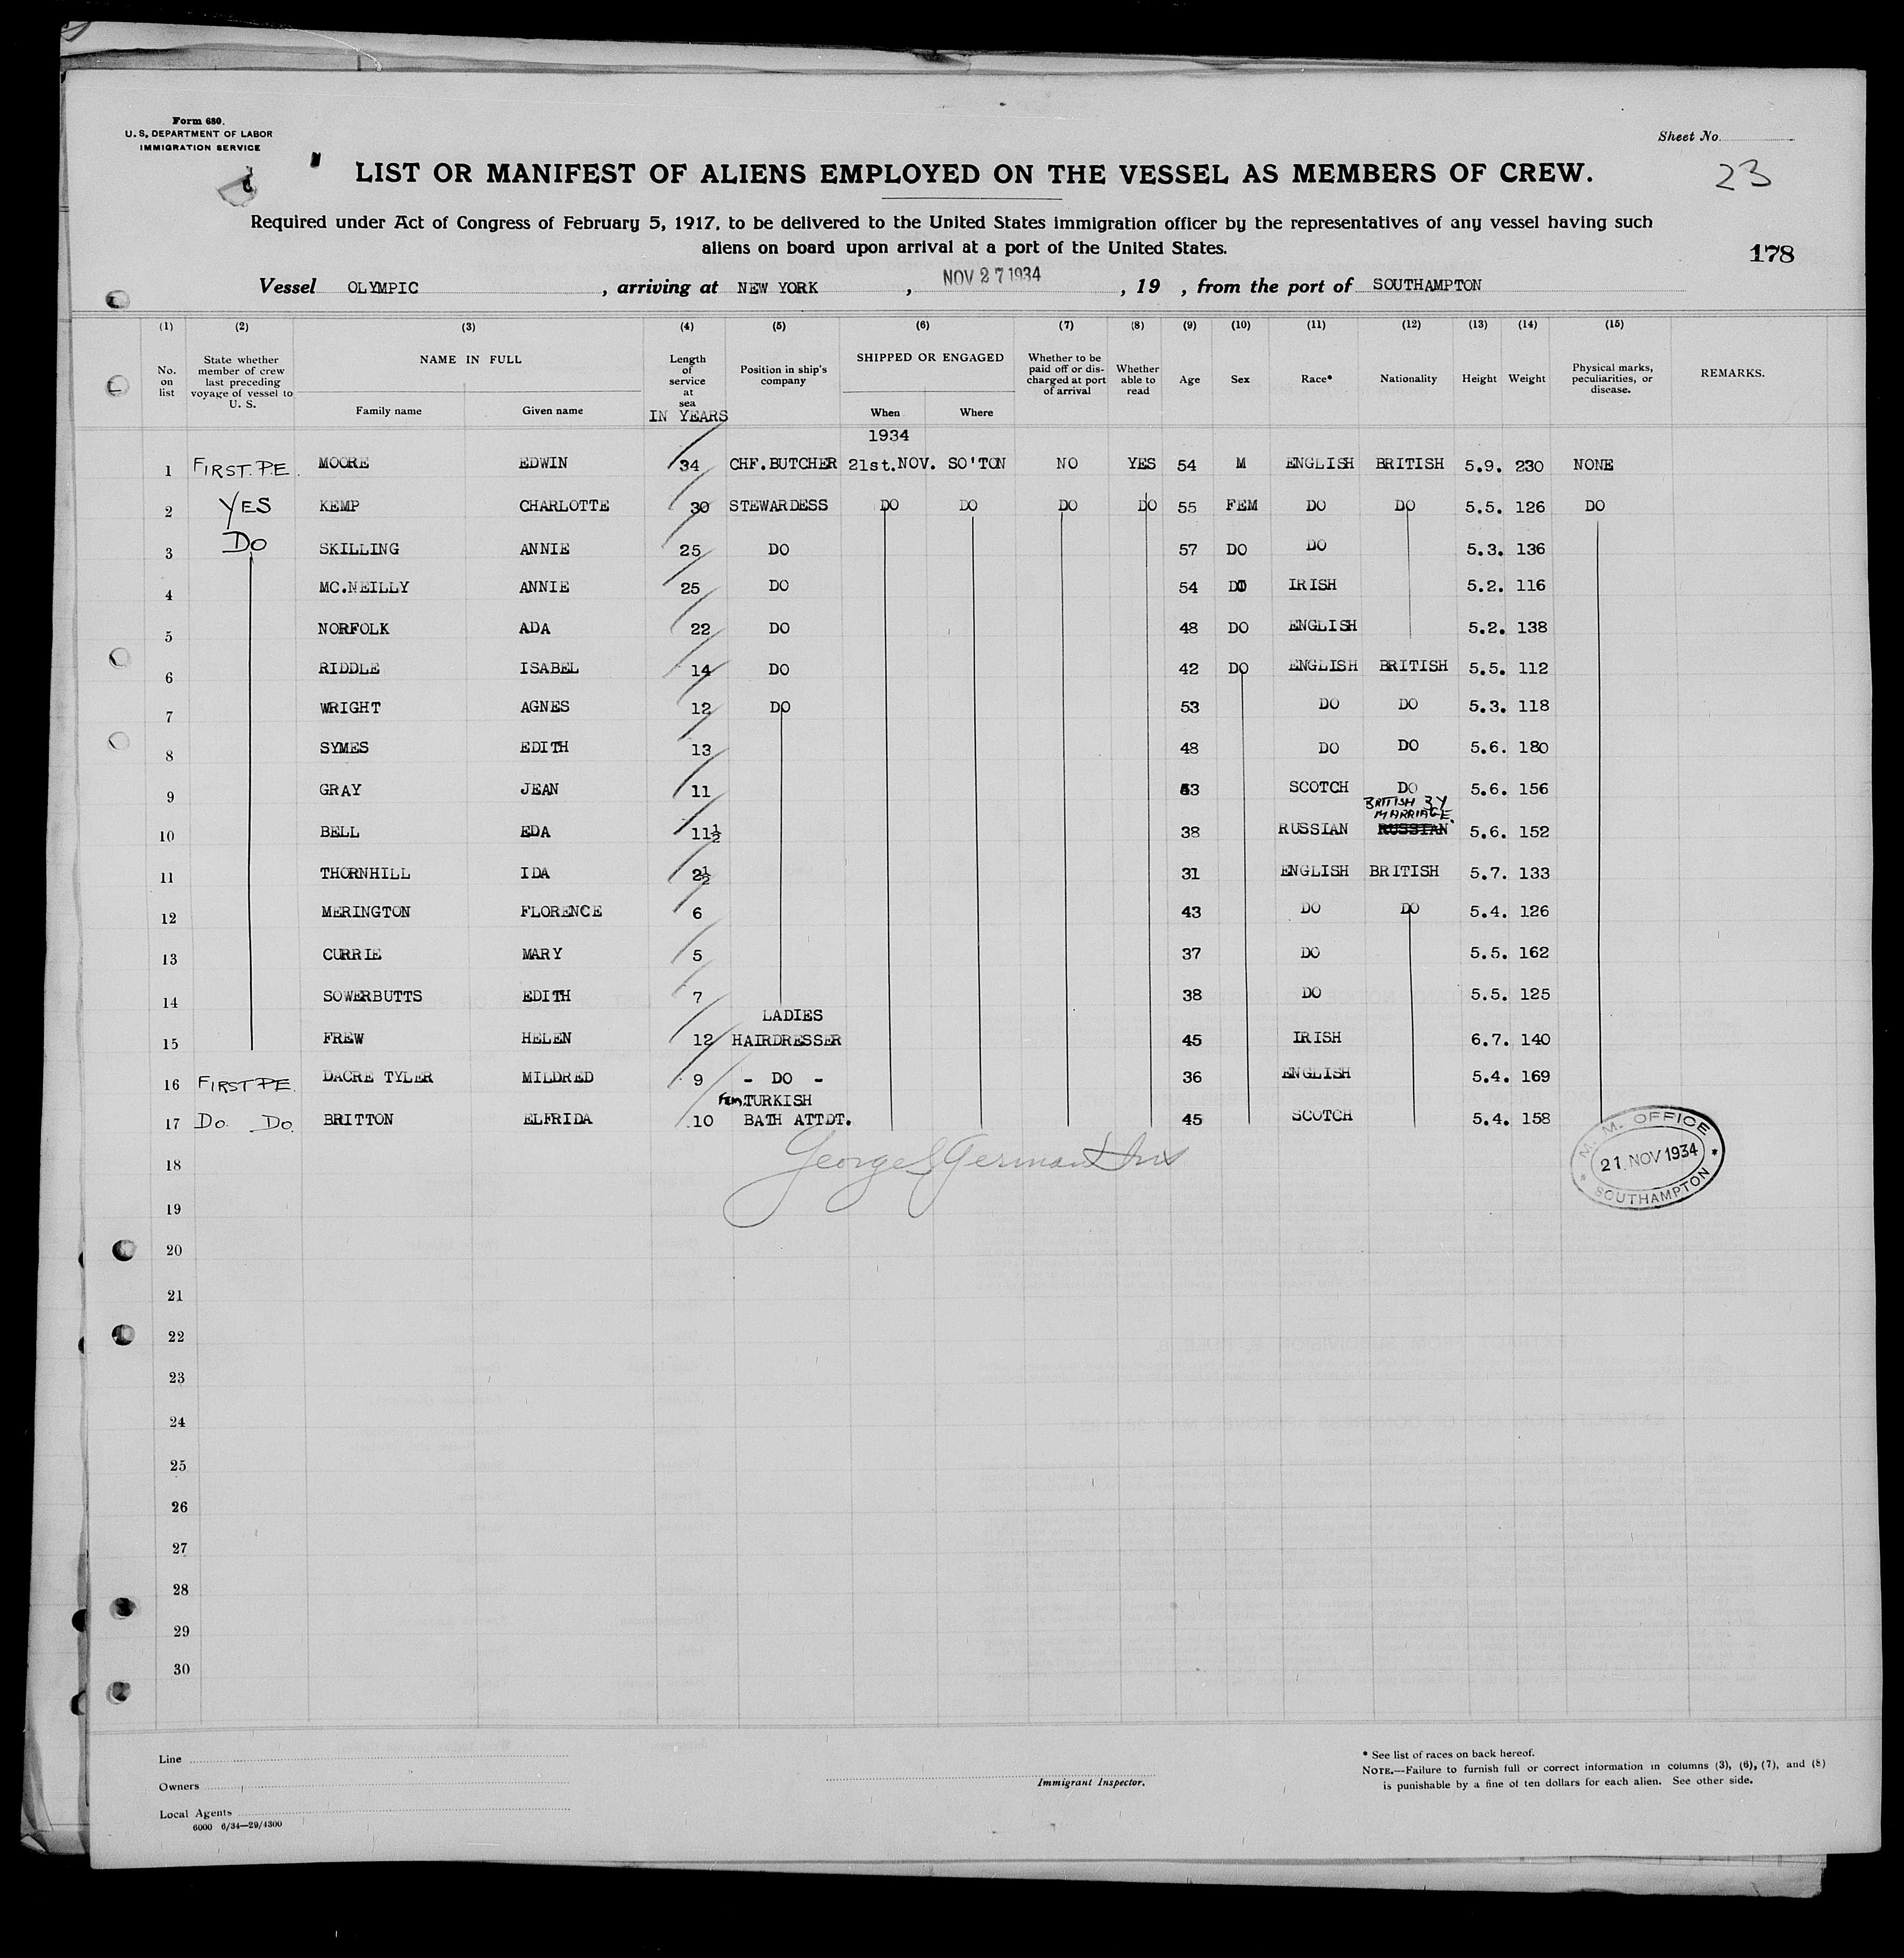 Form 680.
U. S. DEPARTMENT OF LABOR
IMMIGRATION SERVICE
Sheet No.
23
LIST OR MANIFEST OF ALIENS EMPLOYED ON THE VESSEL AS MEMBERS OF CREW.
Required under Act of Congress of February 5, 1917, to be delivered to the United States immigration officer by the representatives of any vessel having such
aliens on board upon arrival at a port of the United States.
178
Vessel OLYMPIC , arriving at NEW YORK , NOV 27 1934 , 19 , from the port of SOUTHAMPTON
(1) (2) (3) (4) (5) (6) (7) (8) (9) (10) (11) (12) (13) (14) (15)
No. on list
State whether member of crew last preceding voyage of vessel to U. S.
NAME IN FULL
Family name Given name
Length of service at sea
IN YEARS
Position in ship's company
SHIPPED OR ENGAGED
When Where
Whether to be paid off or discharged at port of arrival
Whether able to read
Age Sex Race* Nationality Height Weight
Physical marks, peculiarities, or disease.
REMARKS.
1934
1 FIRST. P.E. MOORE EDWIN 34 CHF.BUTCHER 21st.NOV. SO'TON NO YES 54 M ENGLISH BRITISH 5.9. 230 NONE
2 YES KEMP CHARLOTTE 30 STEWARDESS DO DO DO DO 55 FEM DO DO 5.5. 126 DO
3 DO SKILLING ANNIE 25 DO 57 DO DO 5.3. 136
4 MC.NEILLY ANNIE 25 DO 54 DO IRISH 5.2. 116
5 NORFOLK ADA 22 DO 48 DO ENGLISH 5.2. 138
6 RIDDLE ISABEL 14 DO 42 DO ENGLISH BRITISH 5.5. 112
7 WRIGHT AGNES 12 DO 53 DO DO 5.3. 118
8 SYMES EDITH 13 48 DO DO 5.6. 180
9 GRAY JEAN 11 53 SCOTCH DO 5.6. 156
BRITISH BY
MARRIAGE.
10 BELL EDA 11½ 38 RUSSIAN RUSSIAN 5.6. 152
11 THORNHILL IDA 2½ 31 ENGLISH BRITISH 5.7. 133
12 MERINGTON FLORENCE 6 43 DO DO 5.4. 126
13 CURRIE MARY 5 37 DO 5.5. 162
14 SOWERBUTTS EDITH 7 38 DO 5.5. 125
LADIES
15 FREW HELEN 12 HAIRDRESSER 45 IRISH 6.7. 140
16 FIRST P.E. DACRE TYLER MILDRED 9 - DO - 36 ENGLISH 5.4. 169
Fem. TURKISH
17 Do. Do. BRITTON ELFRIDA 10 BATH ATTDT. 45 SCOTCH 5.4. 158
18
M. M. OFFICE
21 NOV 1934
SOUTHAMPTON
19
20
21
22
23
24
25
26
27
28
29
30
Line
Owners
Local Agents
6000 6/34—29/4300
Immigrant Inspector.
* See list of races on back hereof.
NOTE.—Failure to furnish full or correct information in columns (3), (6), (7), and (8)
is punishable by a fine of ten dollars for each alien. See other side.